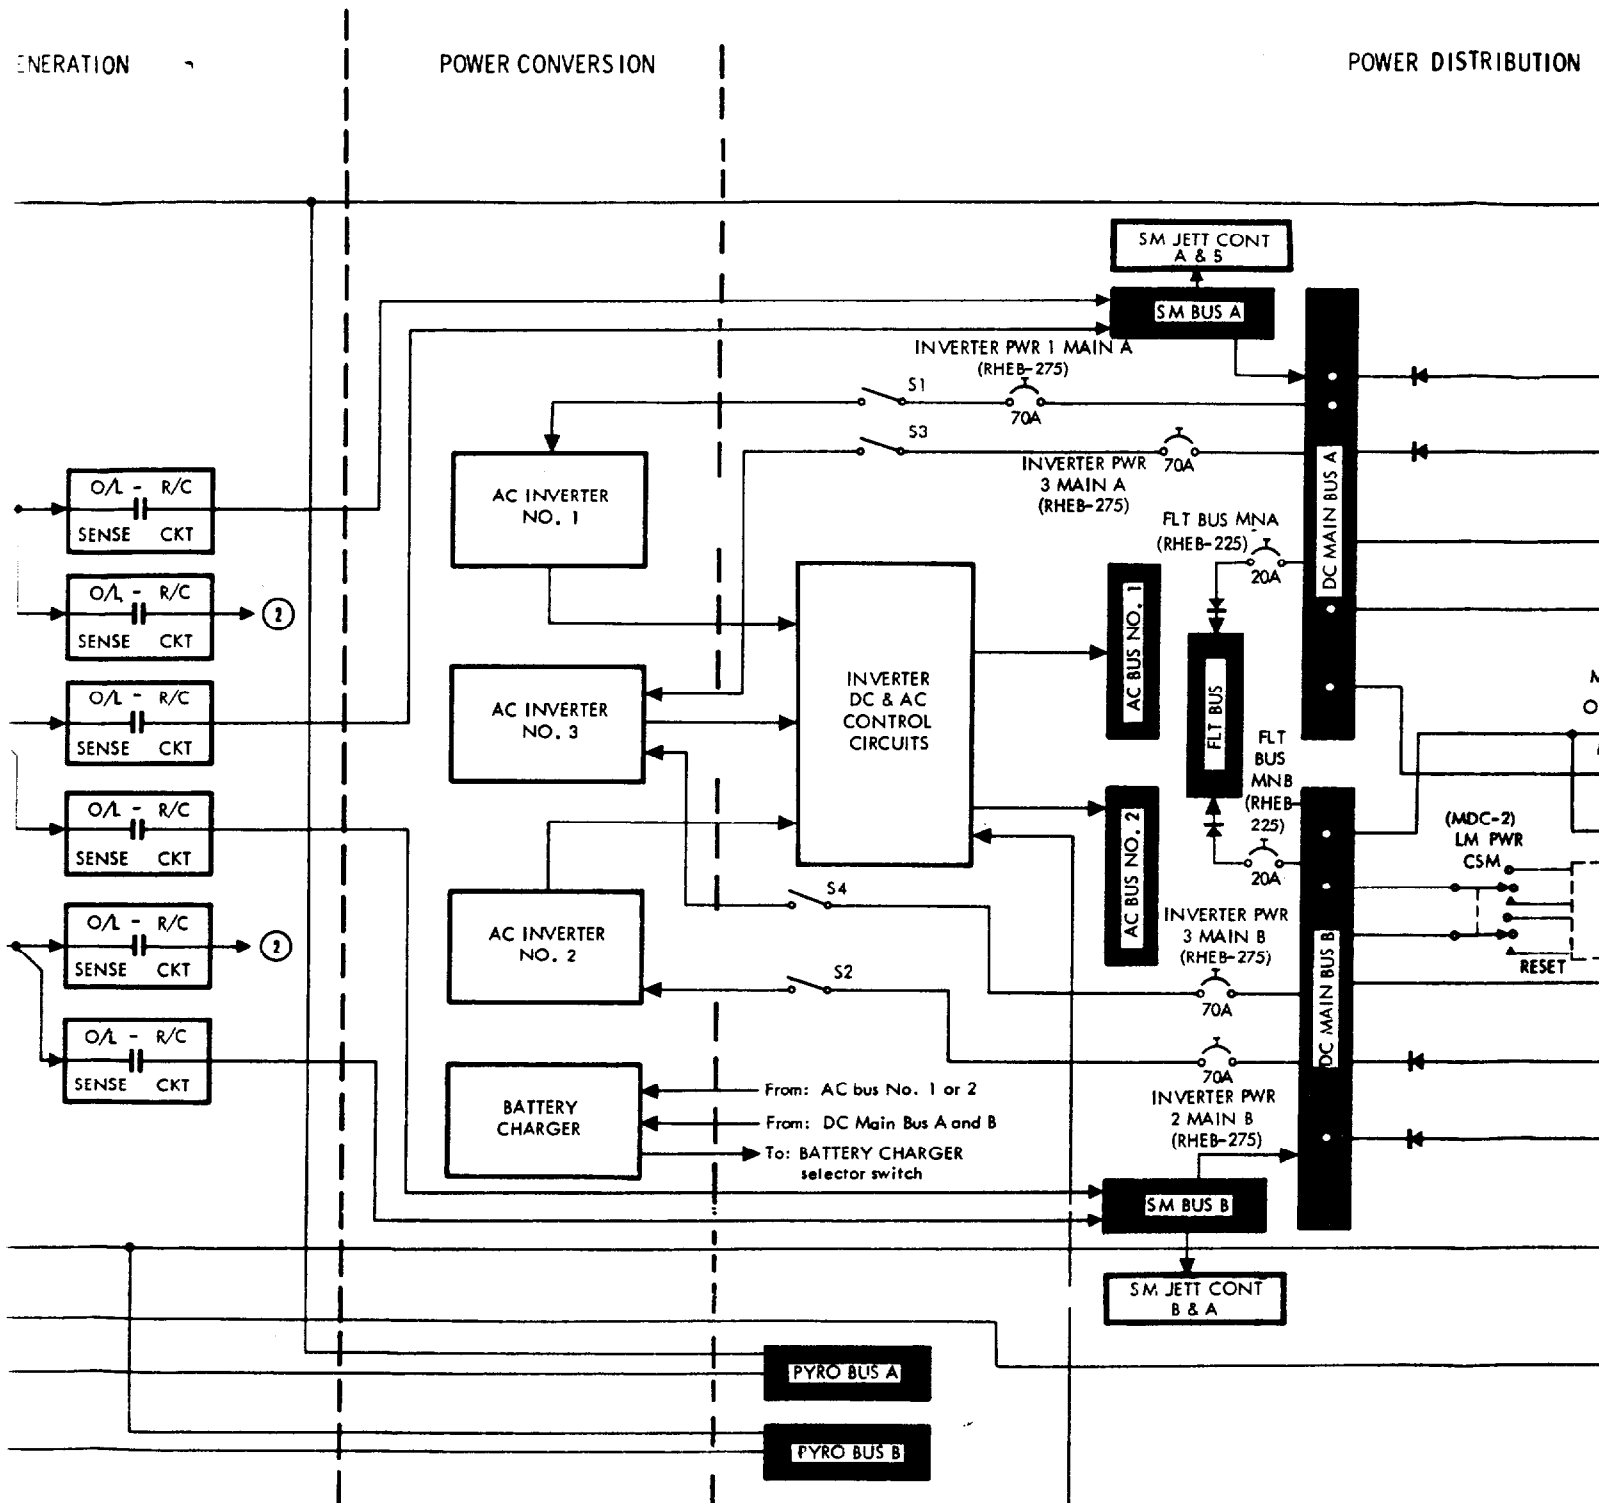 ENERATION
POWER CONVERSION
POWER DISTRIBUTION
SM JETT CONT
A & 5
SM BUS A
INVERTER PWR 1 MAIN A
(RHEB-275)
S1
70A
S3
70A
INVERTER PWR
3 MAIN A
(RHEB-275)
DC MAIN BUS A
O/L - R/C
SENSE CKT
AC INVERTER
NO. 1
FLT BUS MNA
(RHEB-225)
20A
O/L - R/C
SENSE CKT
2
AC BUS NO. 1
FLT BUS
INVERTER
DC & AC
CONTROL
CIRCUITS
O/L - R/C
SENSE CKT
AC INVERTER
NO. 3
M
O
FLT
BUS
MNB
(RHEB-
225)
20A
O/L - R/C
SENSE CKT
AC BUS NO. 2
(MDC-2)
LM PWR
CSM
RESET
S4
O/L - R/C
SENSE CKT
2
AC INVERTER
NO. 2
INVERTER PWR
3 MAIN B
(RHEB-275)
70A
DC MAIN BUS B
S2
O/L - R/C
SENSE CKT
70A
INVERTER PWR
2 MAIN B
(RHEB-275)
BATTERY
CHARGER
From: AC bus No. 1 or 2
From: DC Main Bus A and B
To: BATTERY CHARGER
selector switch
SM BUS B
SM JETT CONT
B & A
PYRO BUS A
PYRO BUS B